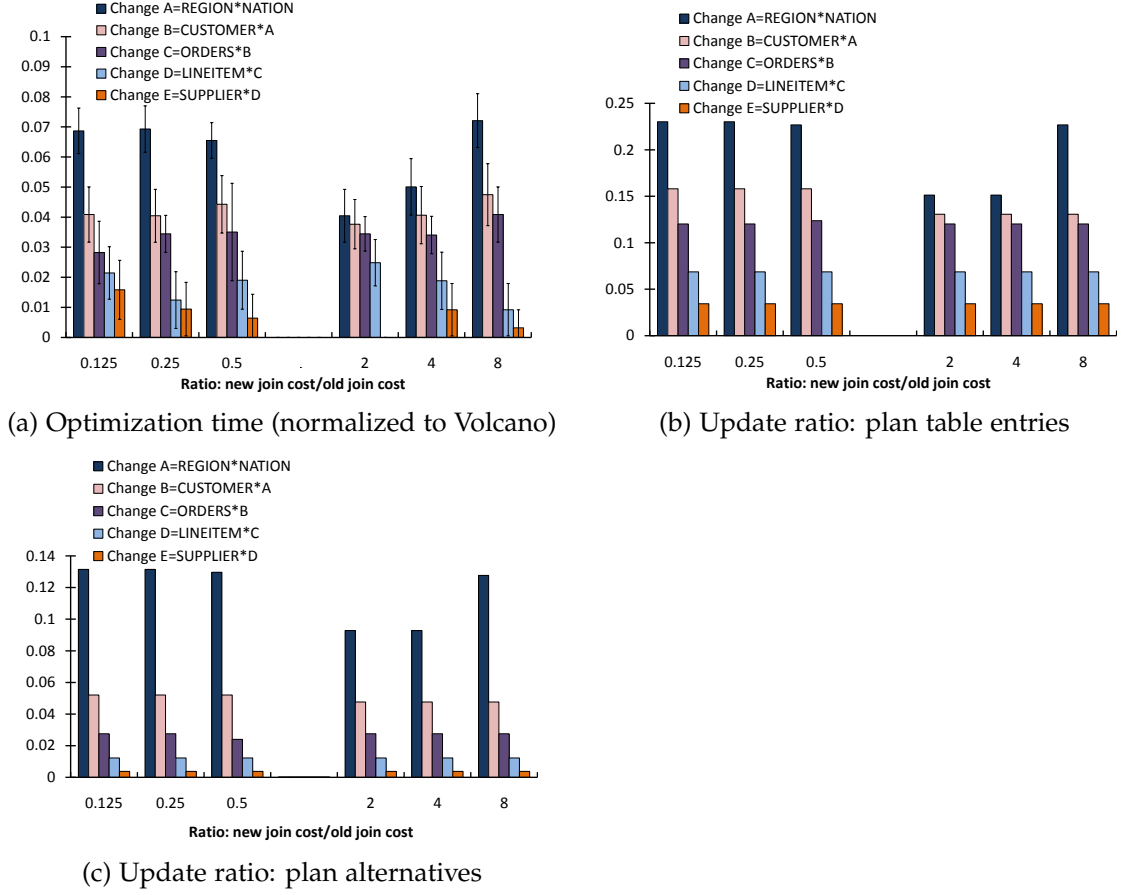 Change A=REGION*NATION
Change B=CUSTOMER*A
Change C=ORDERS*B
Change D=LINEITEM*C
Change E=SUPPLIER*D
0.1
0.09
0.08
0.07
0.06
0.05
0.04
0.03
0.02
0.01
0
0.125 0.25 0.5 . 2 4 8
Ratio: new join cost/old join cost
(a) Optimization time (normalized to Volcano)
Change A=REGION*NATION
Change B=CUSTOMER*A
Change C=ORDERS*B
Change D=LINEITEM*C
Change E=SUPPLIER*D
0.25
0.2
0.15
0.1
0.05
0
0.125 0.25 0.5 2 4 8
Ratio: new join cost/old join cost
(b) Update ratio: plan table entries
Change A=REGION*NATION
Change B=CUSTOMER*A
Change C=ORDERS*B
Change D=LINEITEM*C
Change E=SUPPLIER*D
0.14
0.12
0.1
0.08
0.06
0.04
0.02
0
0.125 0.25 0.5 2 4 8
Ratio: new join cost/old join cost
(c) Update ratio: plan alternatives